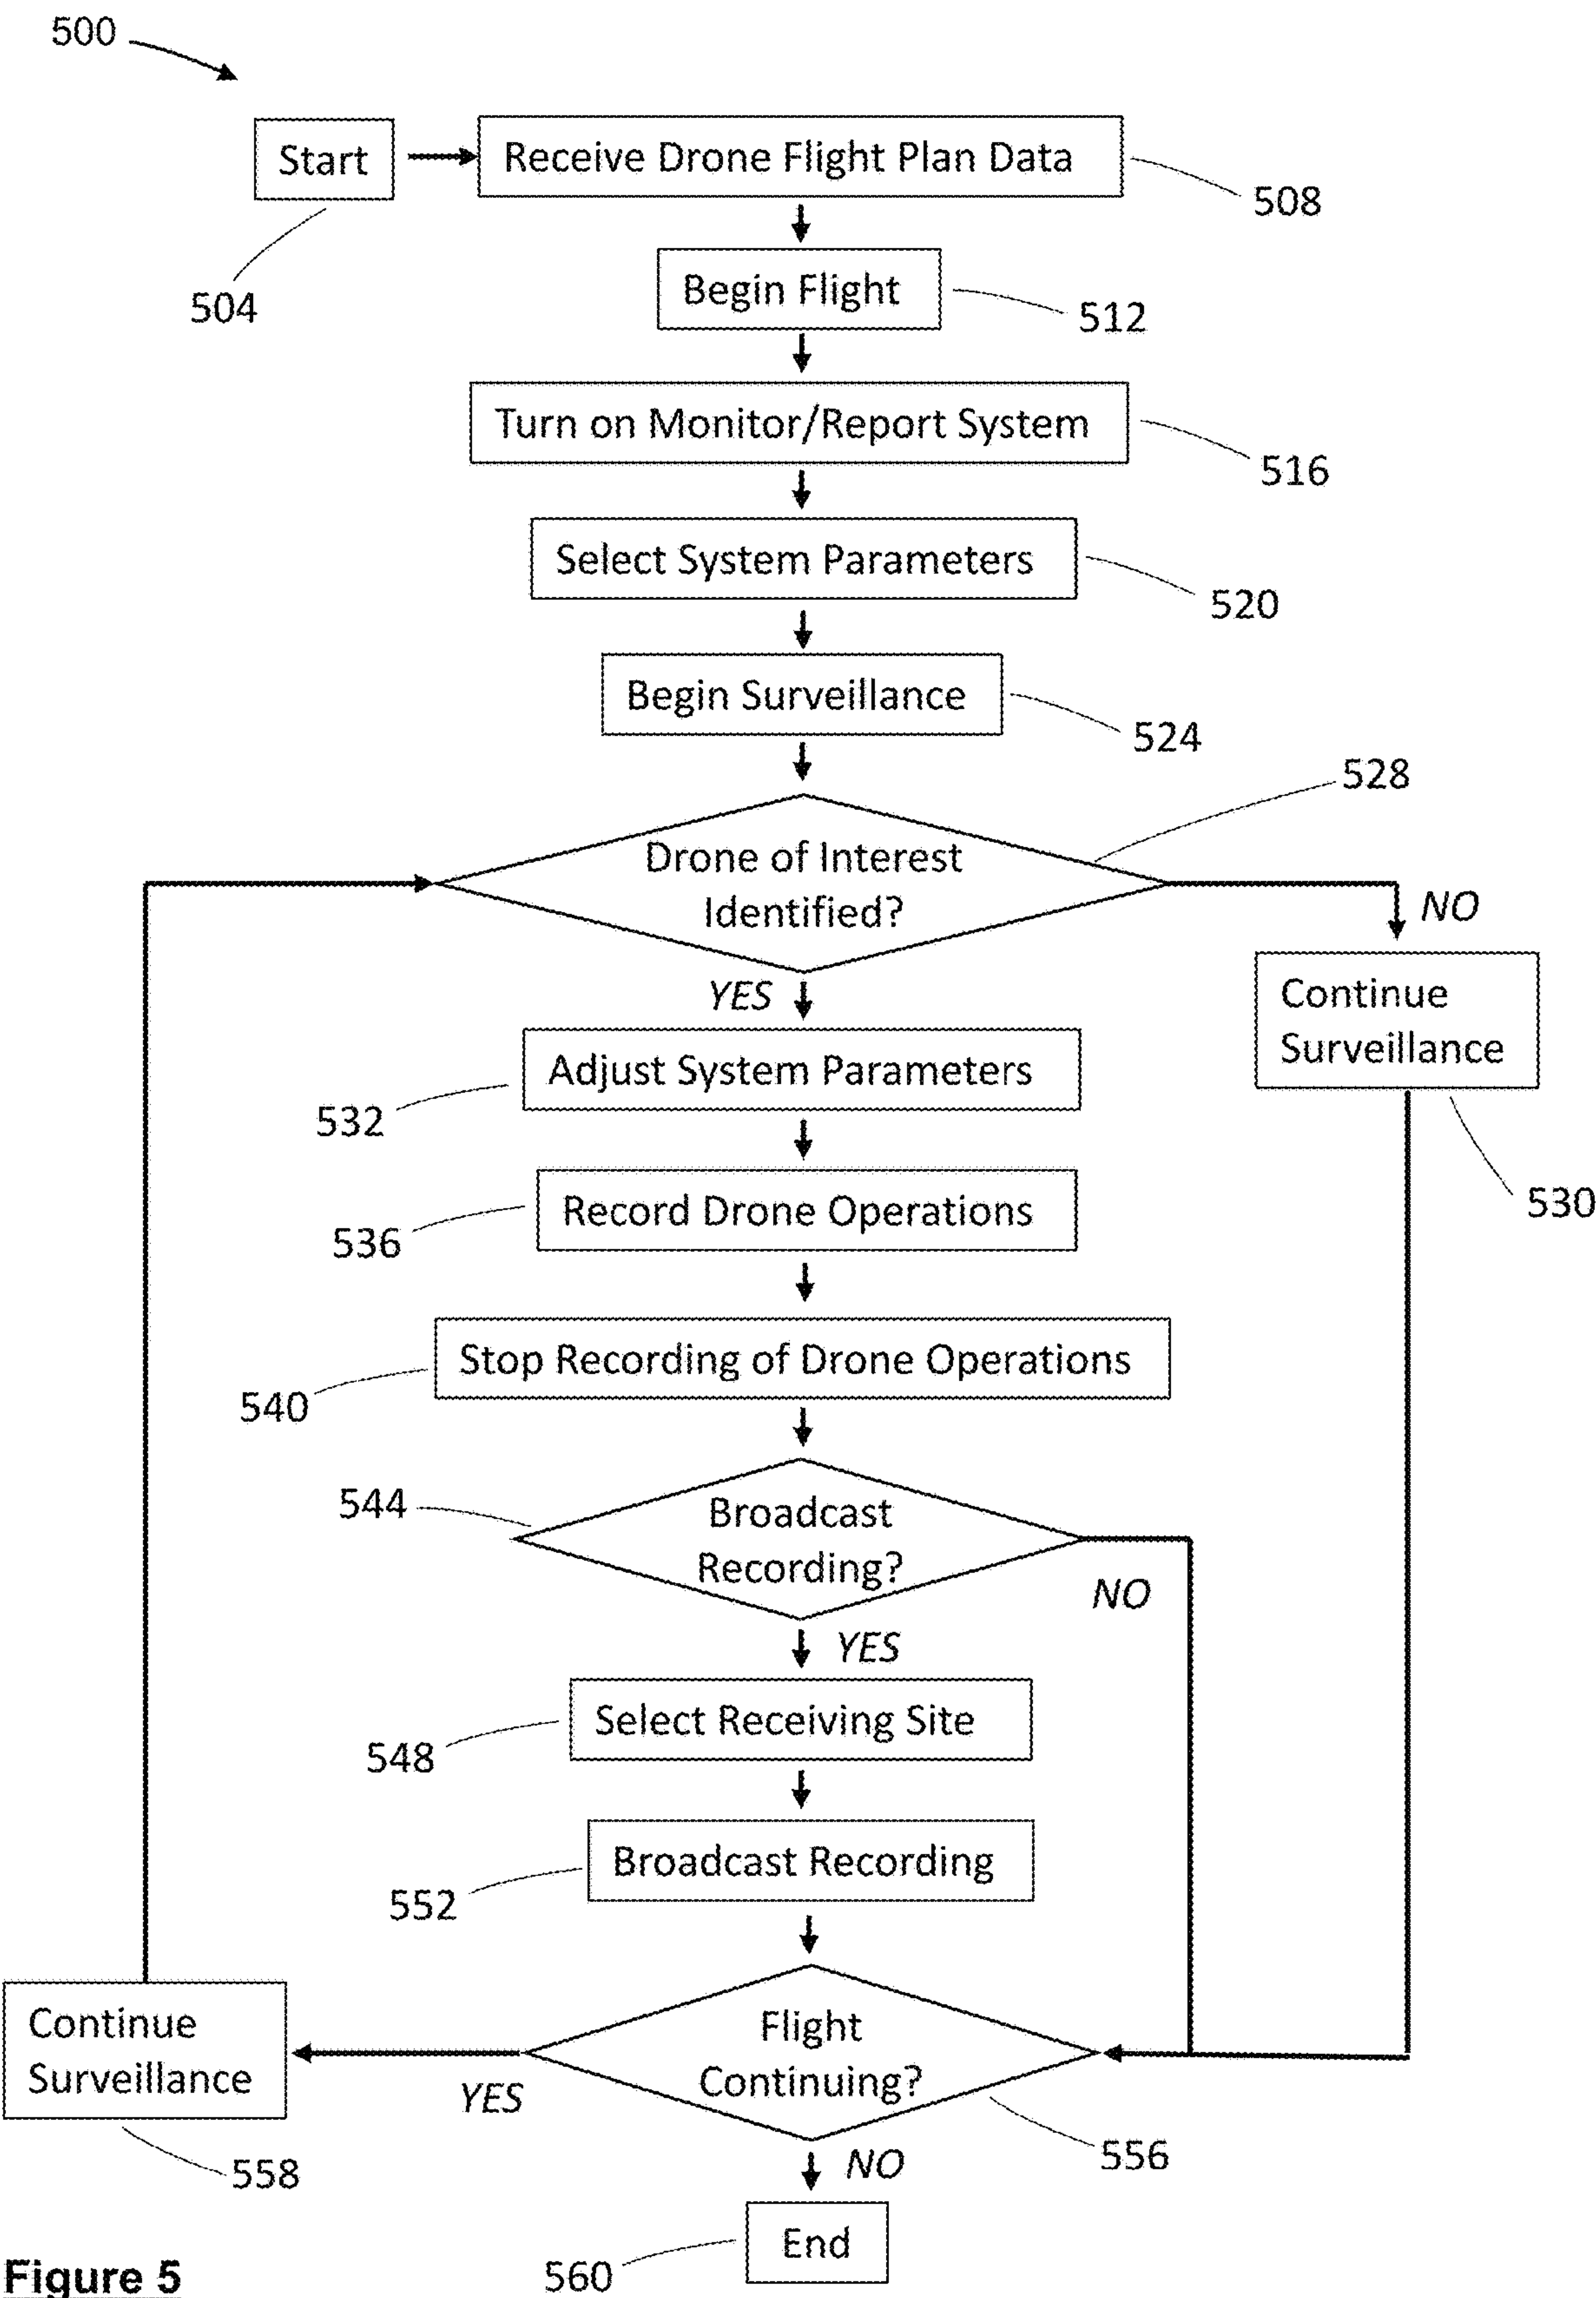 500
Start
Receive Drone Flight Plan Data
508
504
Begin Flight
512
Turn on Monitor/Report System
516
Select System Parameters
520
Begin Surveillance
524
528
Drone of Interest
Identified?
NO
YES
Continue
Surveillance
530
Adjust System Parameters
532
Record Drone Operations
536
Stop Recording of Drone Operations
540
544
Broadcast
Recording?
NO
YES
Select Receiving Site
548
Broadcast Recording
552
Flight
Continuing?
556
YES
Continue
Surveillance
558
NO
End
560
Figure 5